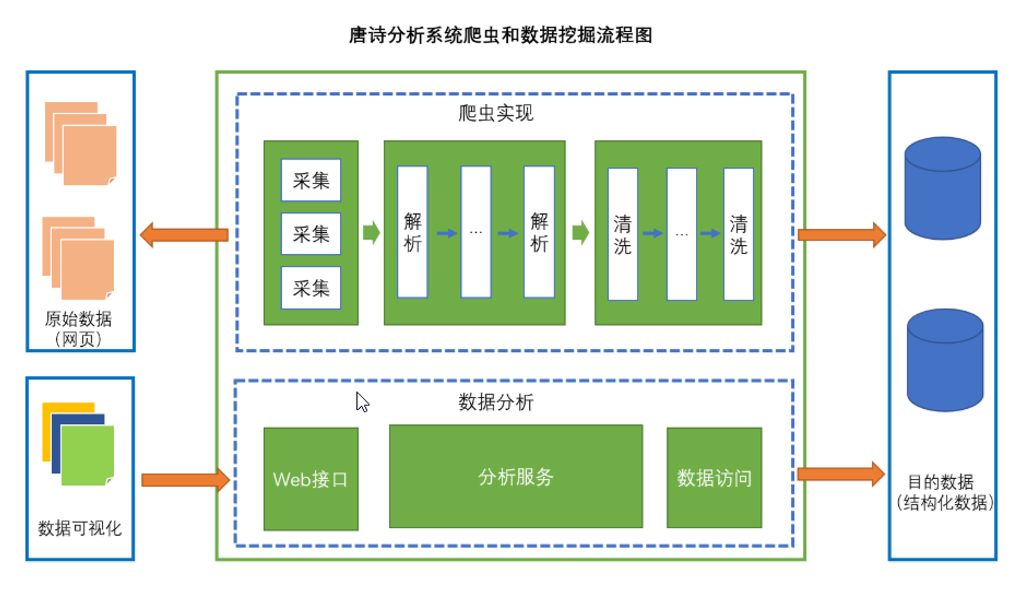 唐诗分析系统爬虫和数据挖掘流程图
爬虫实现
采集
采集
采集
解析
...
解析
清洗
...
清洗
原始数据
（网页）
数据分析
Web接口
分析服务
数据访问
数据可视化
目的数据
（结构化数据）